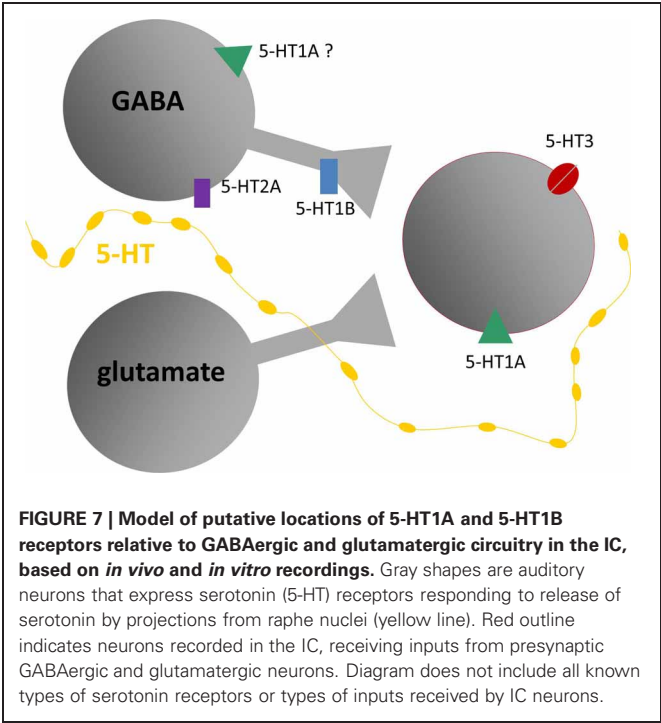 5-HT1A ?
GABA
5-HT3
5-HT2A
5-HT1B
5-HT
5-HT1A
glutamate
FIGURE 7 | Model of putative locations of 5-HT1A and 5-HT1B
receptors relative to GABAergic and glutamatergic circuitry in the IC,
based on in vivo and in vitro recordings. Gray shapes are auditory
neurons that express serotonin (5-HT) receptors responding to release of
serotonin by projections from raphe nuclei (yellow line). Red outline
indicates neurons recorded in the IC, receiving inputs from presynaptic
GABAergic and glutamatergic neurons. Diagram does not include all known
types of serotonin receptors or types of inputs received by IC neurons.